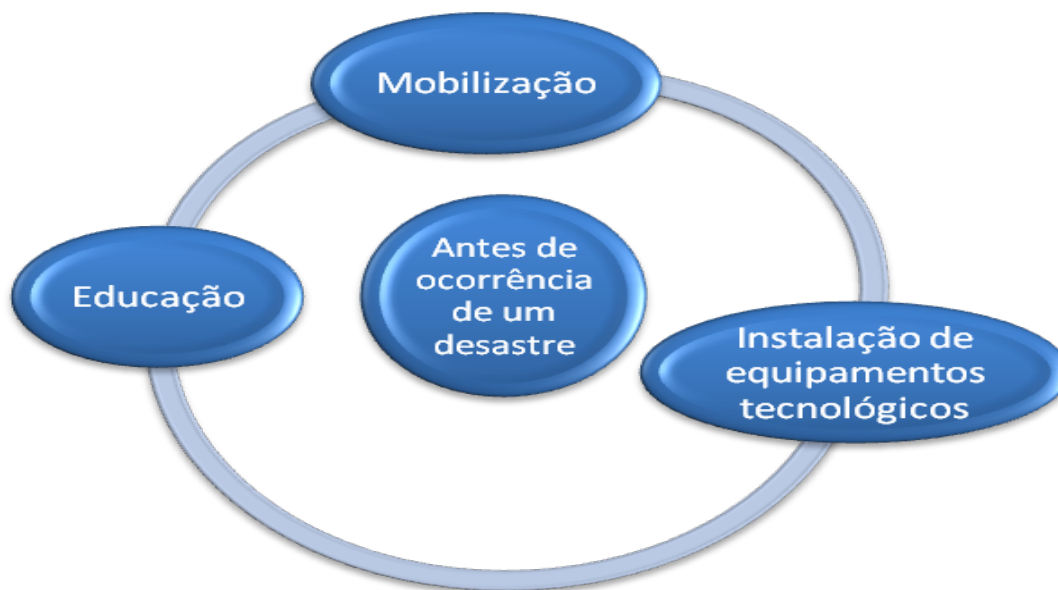 Mobilização
Educação
Antes de
ocorrência
de um
desastre
Instalação de
equipamentos
tecnológicos